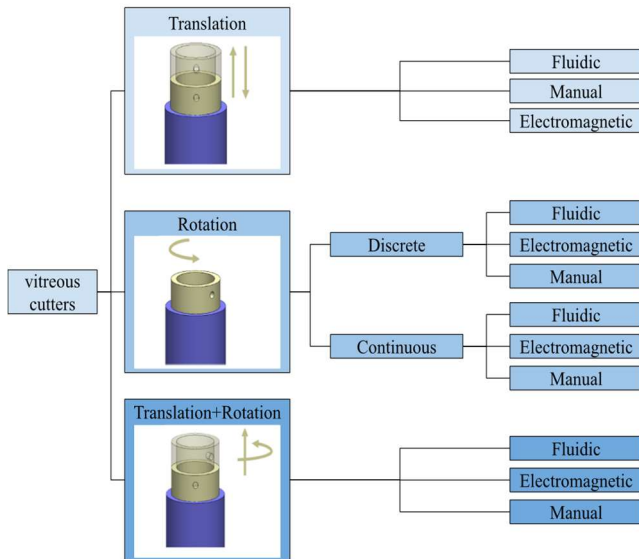 vitreous
cutters
Translation
Fluidic
Manual
Electromagnetic
Rotation
Discrete
Fluidic
Electromagnetic
Manual
Continuous
Fluidic
Electromagnetic
Manual
Translation+Rotation
Fluidic
Electromagnetic
Manual